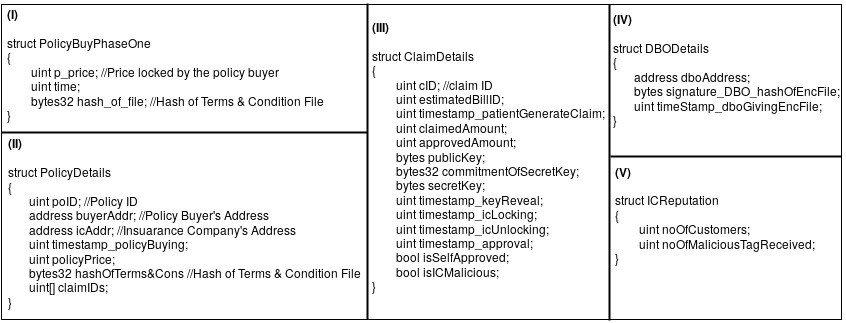 (I)
struct PolicyBuyPhaseOne
{
uint p_price; //Price locked by the policy buyer
uint time;
bytes32 hash_of_file; //Hash of Terms & Condition File
}
(II)
struct PolicyDetails
{
uint poID; //Policy ID
address buyerAddr; //Policy Buyer's Address
address icAddr; //Insuarance Company's Address
uint timestamp_policyBuying;
uint policyPrice;
bytes32 hashOfTerms&Cons //Hash of Terms & Condition File
uint[] claimIDs;
}
(III)
struct ClaimDetails
{
uint cID; //claim ID
uint estimatedBillID;
uint timestamp_patientGenerateClaim;
uint claimedAmount;
uint approvedAmount;
bytes publicKey;
bytes32 commitmentOfSecretKey;
bytes secretKey;
uint timestamp_keyReveal;
uint timestamp_icLocking;
uint timestamp_icUnlocking;
uint timestamp_approval;
bool isSelfApproved;
bool isICMalicious;
}
(IV)
struct DBODetails
{
address dboAddress;
bytes signature_DBO_hashOfEncFile;
uint timeStamp_dboGivingEncFile;
}
(V)
struct ICReputation
{
uint noOfCustomers;
uint noOfMaliciousTagReceived;
}